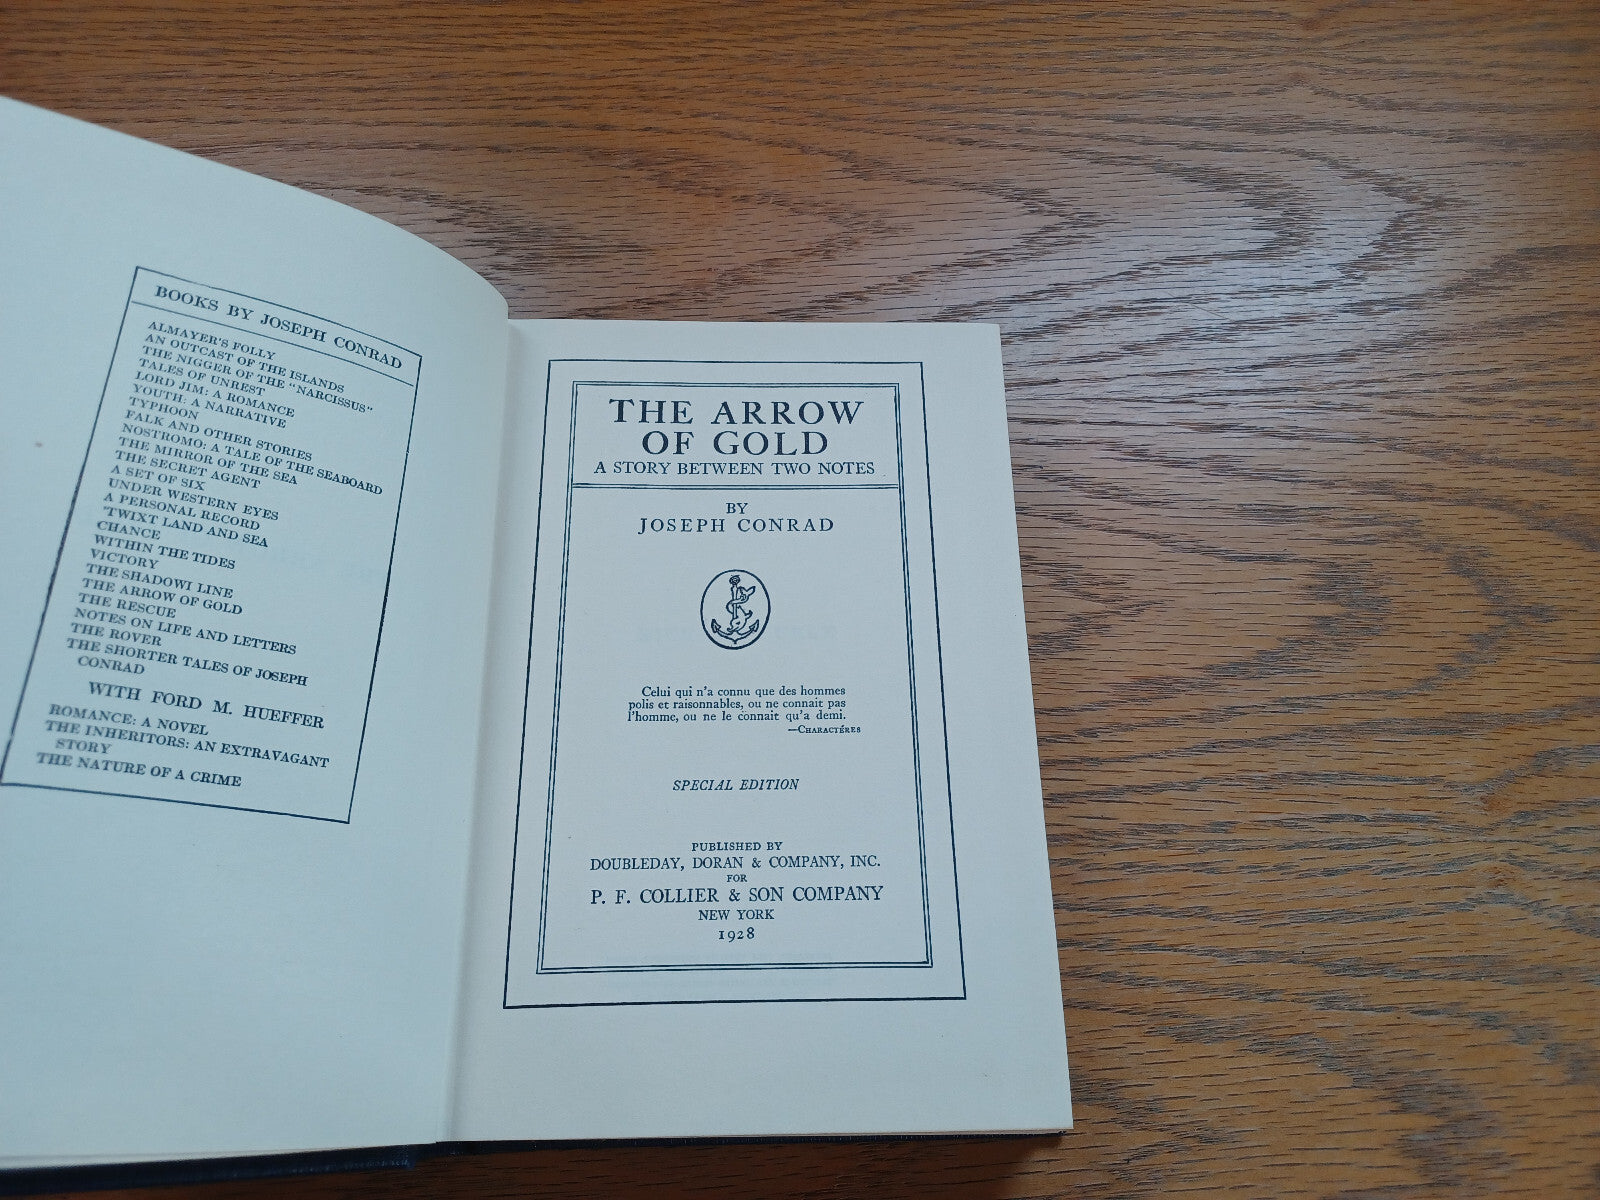 BOOKS BY JOSEPH CONRAD
ALMAYER'S FOLLY
AN OUTCAST OF THE ISLANDS
THE NIGGER OF THE "NARCISSUS"
TALES OF UNREST
LORD JIM: A ROMANCE
YOUTH: A NARRATIVE
TYPHOON
FALK AND OTHER STORIES
NOSTROMO: A TALE OF THE SEABOARD
THE MIRROR OF THE SEA
THE SECRET AGENT
A SET OF SIX
UNDER WESTERN EYES
A PERSONAL RECORD
'TWIXT LAND AND SEA
CHANCE
WITHIN THE TIDES
VICTORY
THE SHADOWI LINE
THE ARROW OF GOLD
THE RESCUE
NOTES ON LIFE AND LETTERS
THE ROVER
THE SHORTER TALES OF JOSEPH
CONRAD
WITH FORD M. HUEFFER
ROMANCE: A NOVEL
THE INHERITORS: AN EXTRAVAGANT
STORY
THE NATURE OF A CRIME
THE ARROW
OF GOLD
A STORY BETWEEN TWO NOTES
BY
JOSEPH CONRAD
Celui qui n'a connu que des hommes
polis et raisonnables, ou ne connait pas
l'homme, ou ne le connait qu'a demi.
—CHARACTÉRES
SPECIAL EDITION
PUBLISHED BY
DOUBLEDAY, DORAN & COMPANY, INC.
FOR
P. F. COLLIER & SON COMPANY
NEW YORK
1928